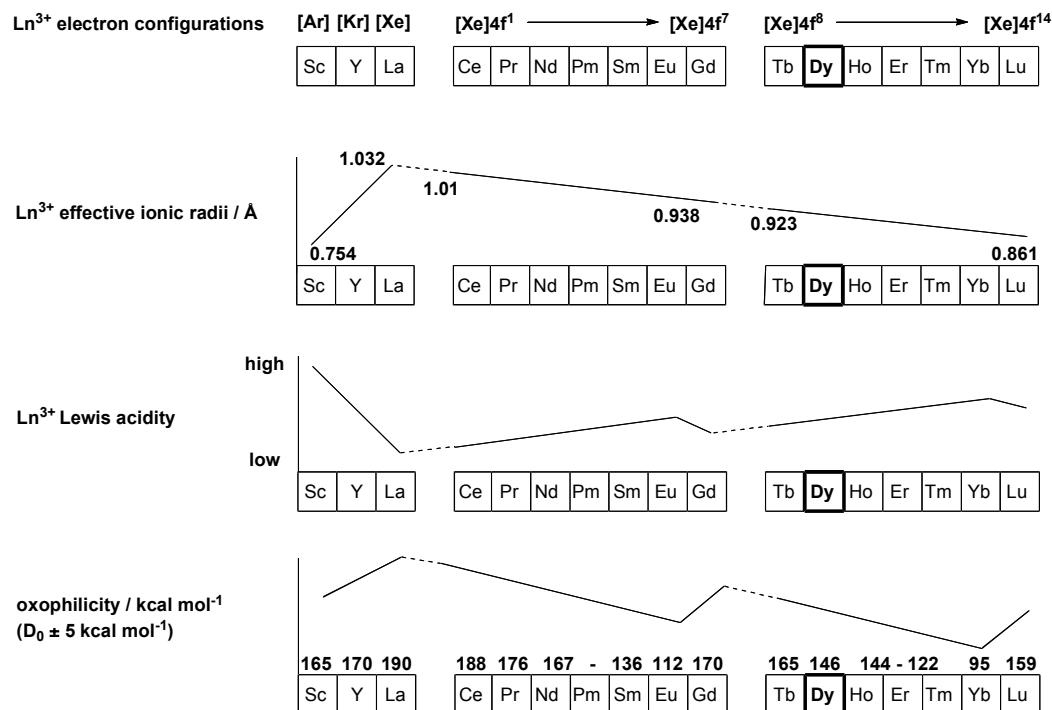 Ln³⁺ electron configurations [Ar] [Kr] [Xe] [Xe]4f¹ [Xe]4f⁷ [Xe]4f⁸ [Xe]4f¹⁴
Sc Y La Ce Pr Nd Pm Sm Eu Gd Tb Dy Ho Er Tm Yb Lu
1.032
1.01
Ln³⁺ effective ionic radii / Å 0.938 0.923
0.754 0.861
Sc Y La Ce Pr Nd Pm Sm Eu Gd Tb Dy Ho Er Tm Yb Lu
high
Ln³⁺ Lewis acidity
low
Sc Y La Ce Pr Nd Pm Sm Eu Gd Tb Dy Ho Er Tm Yb Lu
oxophilicity / kcal mol⁻¹
(D₀ ± 5 kcal mol⁻¹)
165 170 190 188 176 167 - 136 112 170 165 146 144 - 122 95 159
Sc Y La Ce Pr Nd Pm Sm Eu Gd Tb Dy Ho Er Tm Yb Lu